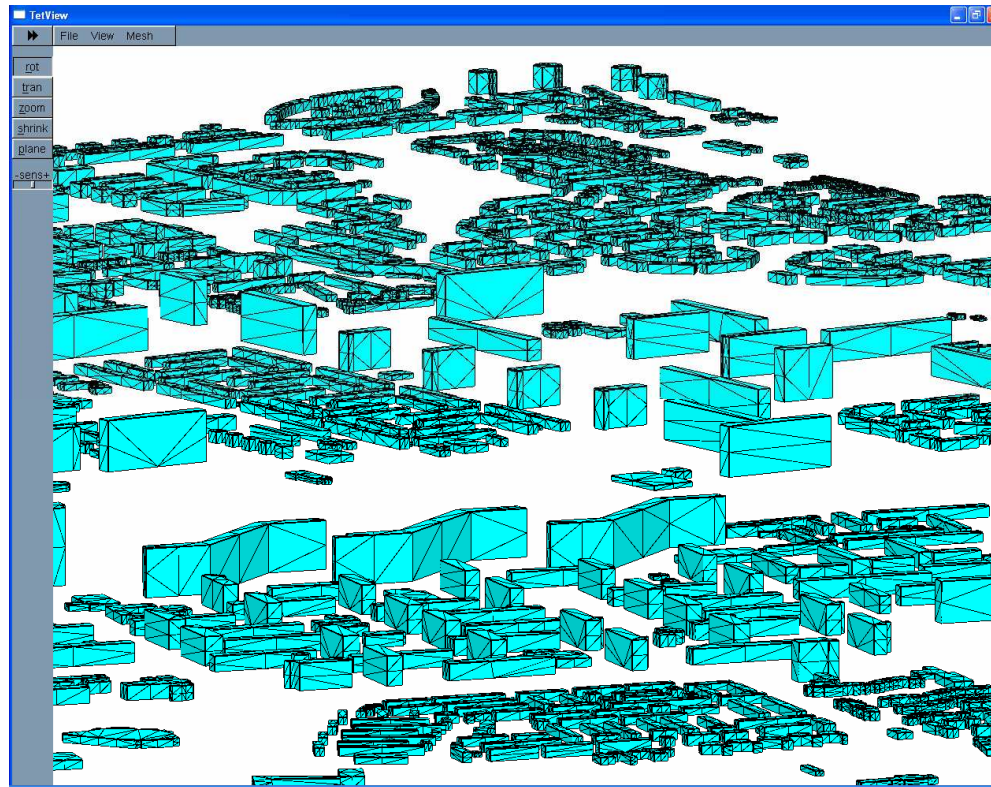 TetView
File View Mesh
rot
tran
zoom
shrink
plane
-sens+